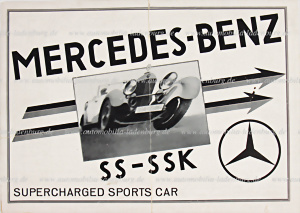 MERCEDES-BENZ
SS-SSK
SUPERCHARGED SPORTS CAR